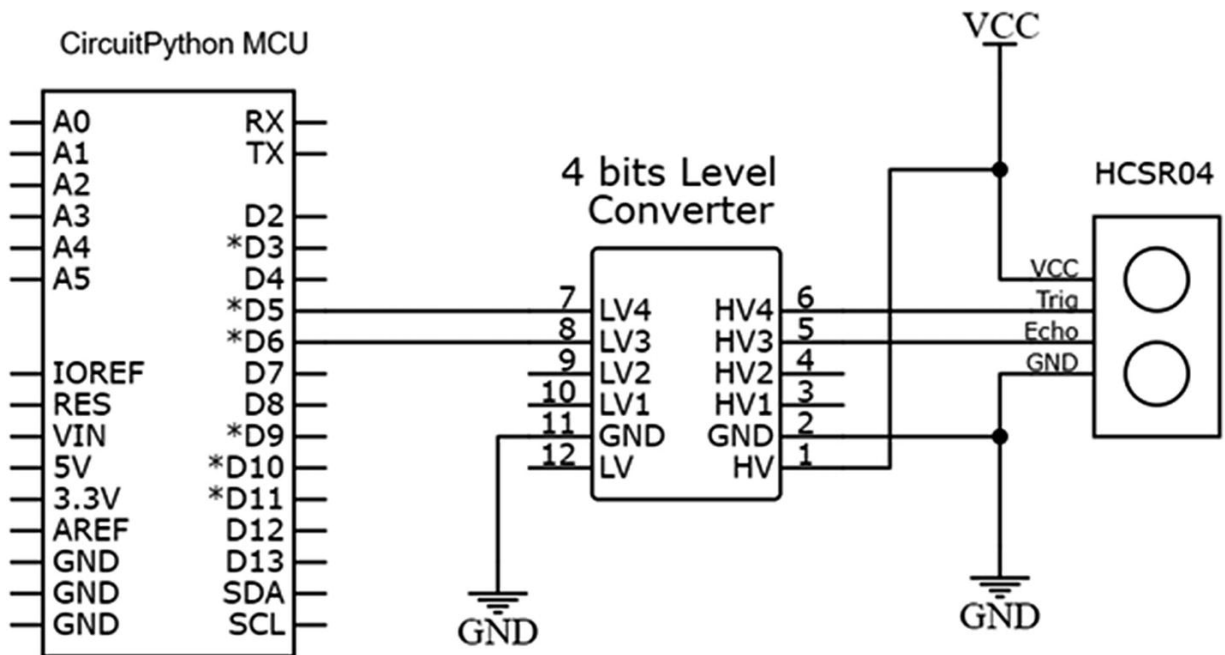 CircuitPython MCU
A0
A1
A2
A3
A4
A5
IOREF
RES
VIN
5V
3.3V
AREF
GND
GND
GND
RX
TX
D2
*D3
D4
*D5
*D6
D7
D8
*D9
*D10
*D11
D12
D13
SDA
SCL
4 bits Level
Converter
7 LV4 HV4 6
8 LV3 HV3 5
9 LV2 HV2 4
10 LV1 HV1 3
11 GND GND 2
12 LV HV 1
GND
VCC
HCSR04
VCC
Trig
Echo
GND
GND